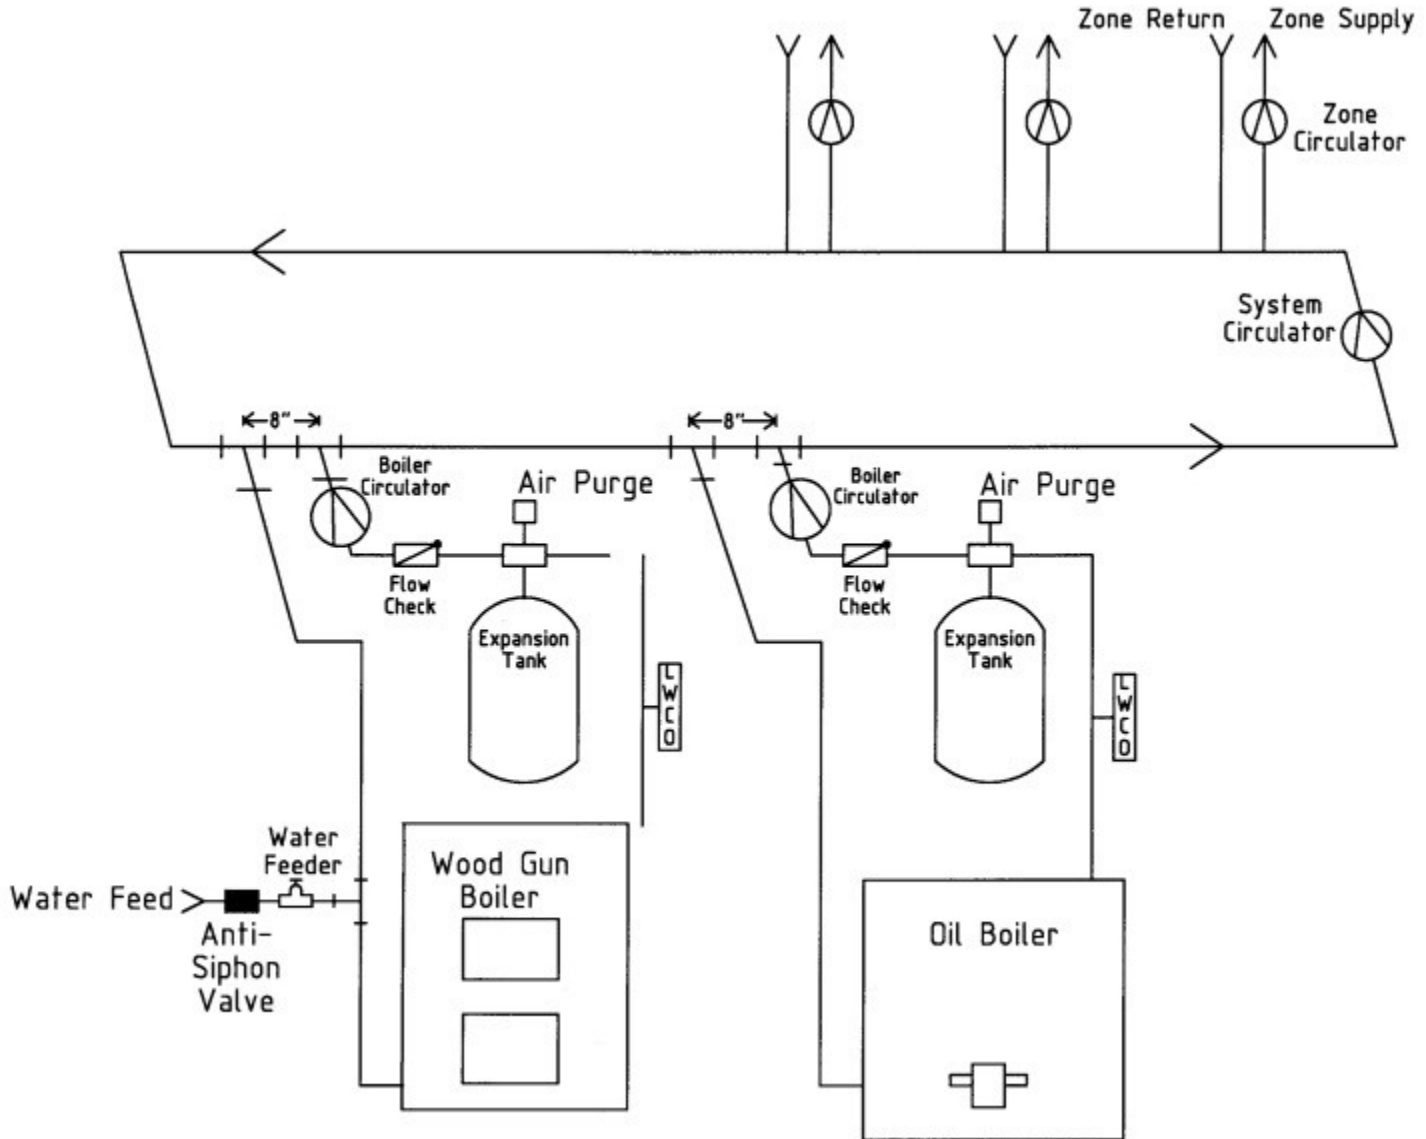 Zone Return
Zone Supply
Zone
Circulator
System
Circulator
8"
8"
Boiler
Circulator
Air Purge
Boiler
Circulator
Air Purge
Flow
Check
Flow
Check
Expansion
Tank
Expansion
Tank
LWCO
LWCO
Water
Feeder
Water Feed
Anti-
Siphon
Valve
Wood Gun
Boiler
Oil Boiler